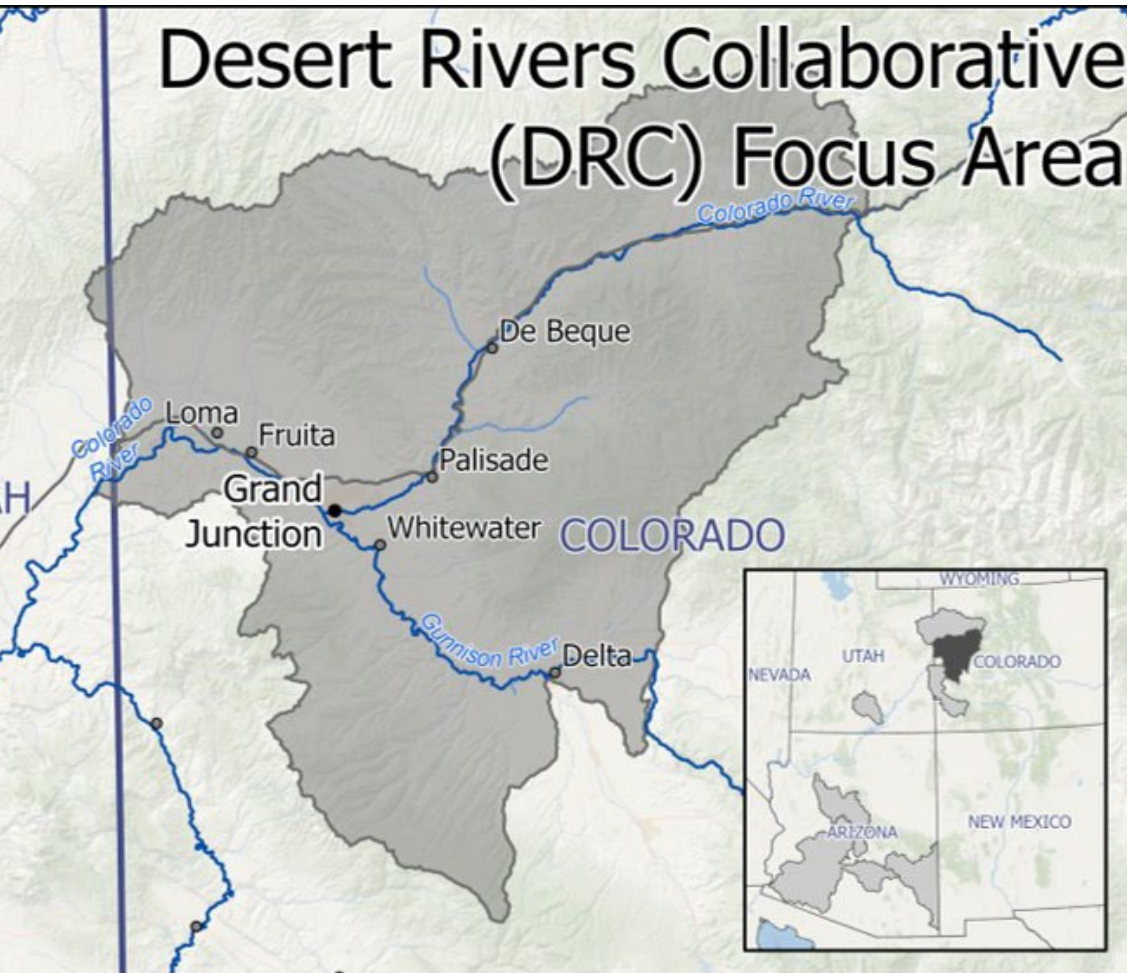 Desert Rivers Collaborative
(DRC) Focus Area
Colorado River
De Beque
Colorado
River
Loma
Fruita
Palisade
Grand
Junction
Whitewater
COLORADO
Gunnison River
Delta
WYOMING
UTAH
COLORADO
NEVADA
ARIZONA
NEW MEXICO